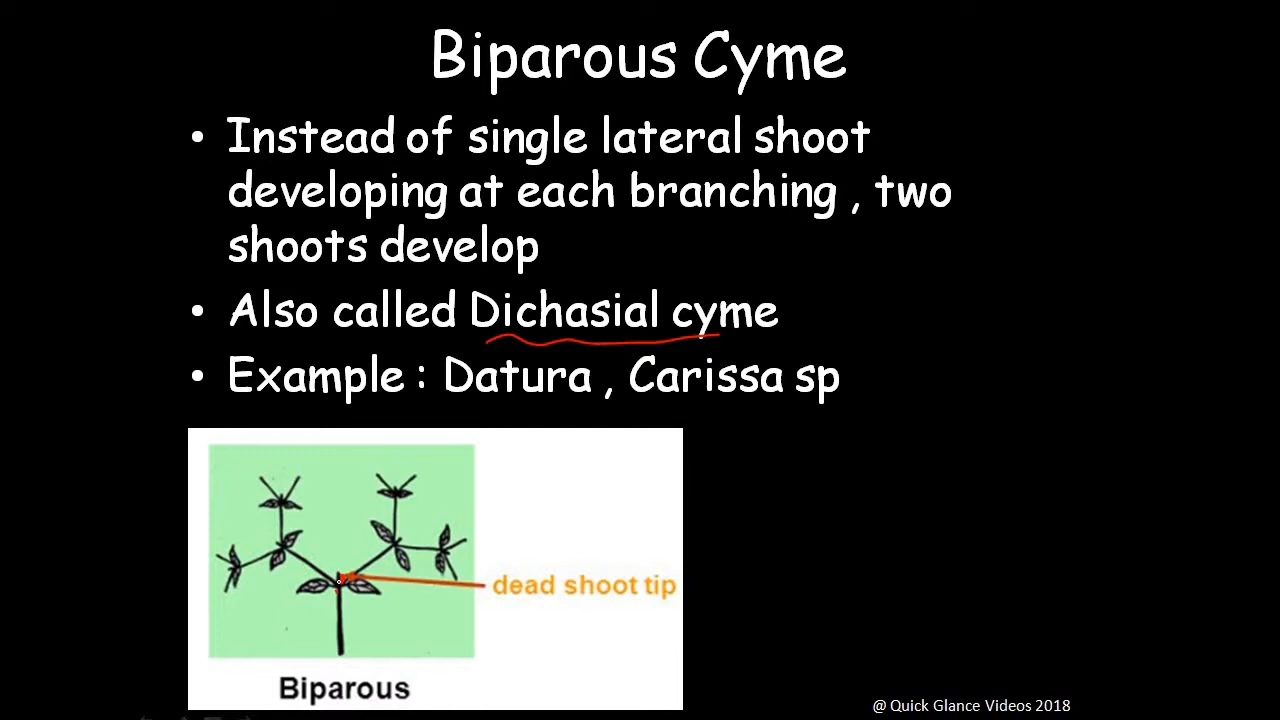 Biparous Cyme
• Instead of single lateral shoot
developing at each branching , two
shoots develop
• Also called Dichasial cyme
• Example : Datura , Carissa sp
dead shoot tip
Biparous
@ Quick Glance Videos 2018